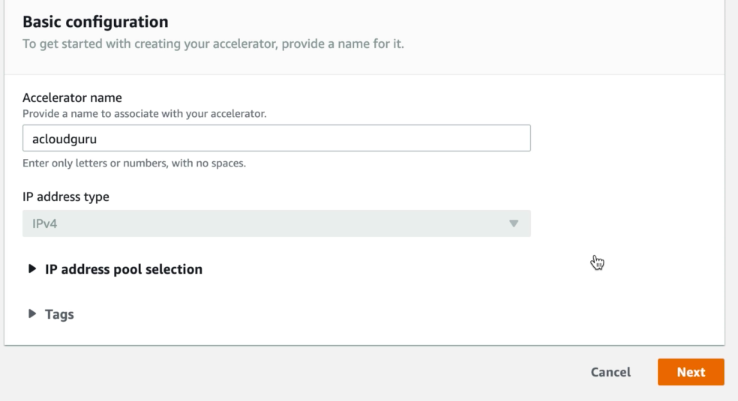 Basic configuration
To get started with creating your accelerator, provide a name for it.
Accelerator name
Provide a name to associate with your accelerator.
acloudguru
Enter only letters or numbers, with no spaces.
IP address type
IPv4
IP address pool selection
Tags
Cancel
Next